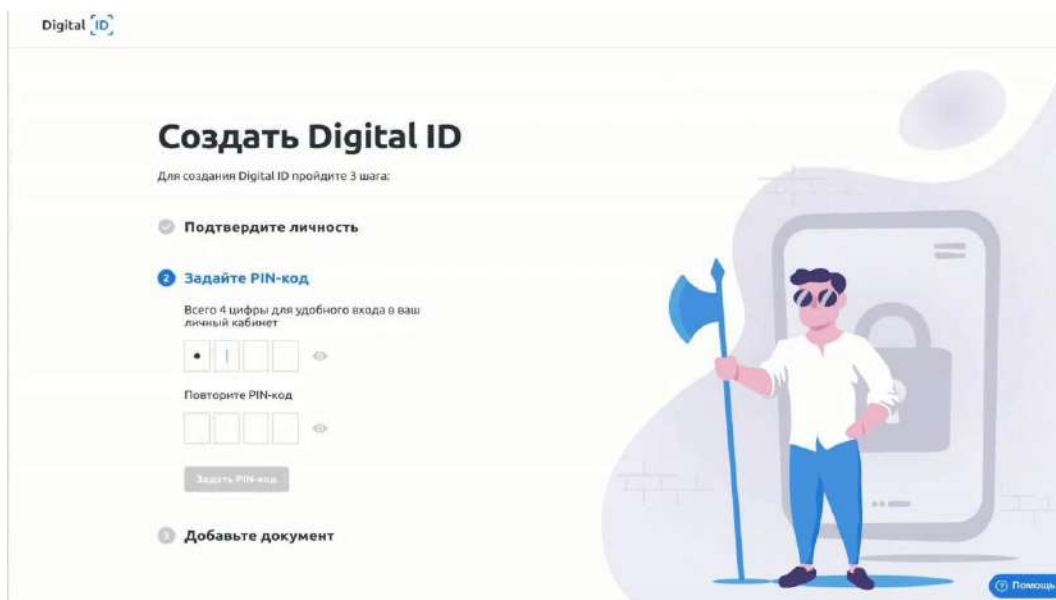 Digital ID
Создать Digital ID
Для создания Digital ID пройдите 3 шага:
Подтвердите личность
2 Задайте PIN-код
Всего 4 цифры для удобного входа в ваш
личный кабинет
Повторите PIN-код
Задать PIN-код
3 Добавьте документ
Помощь